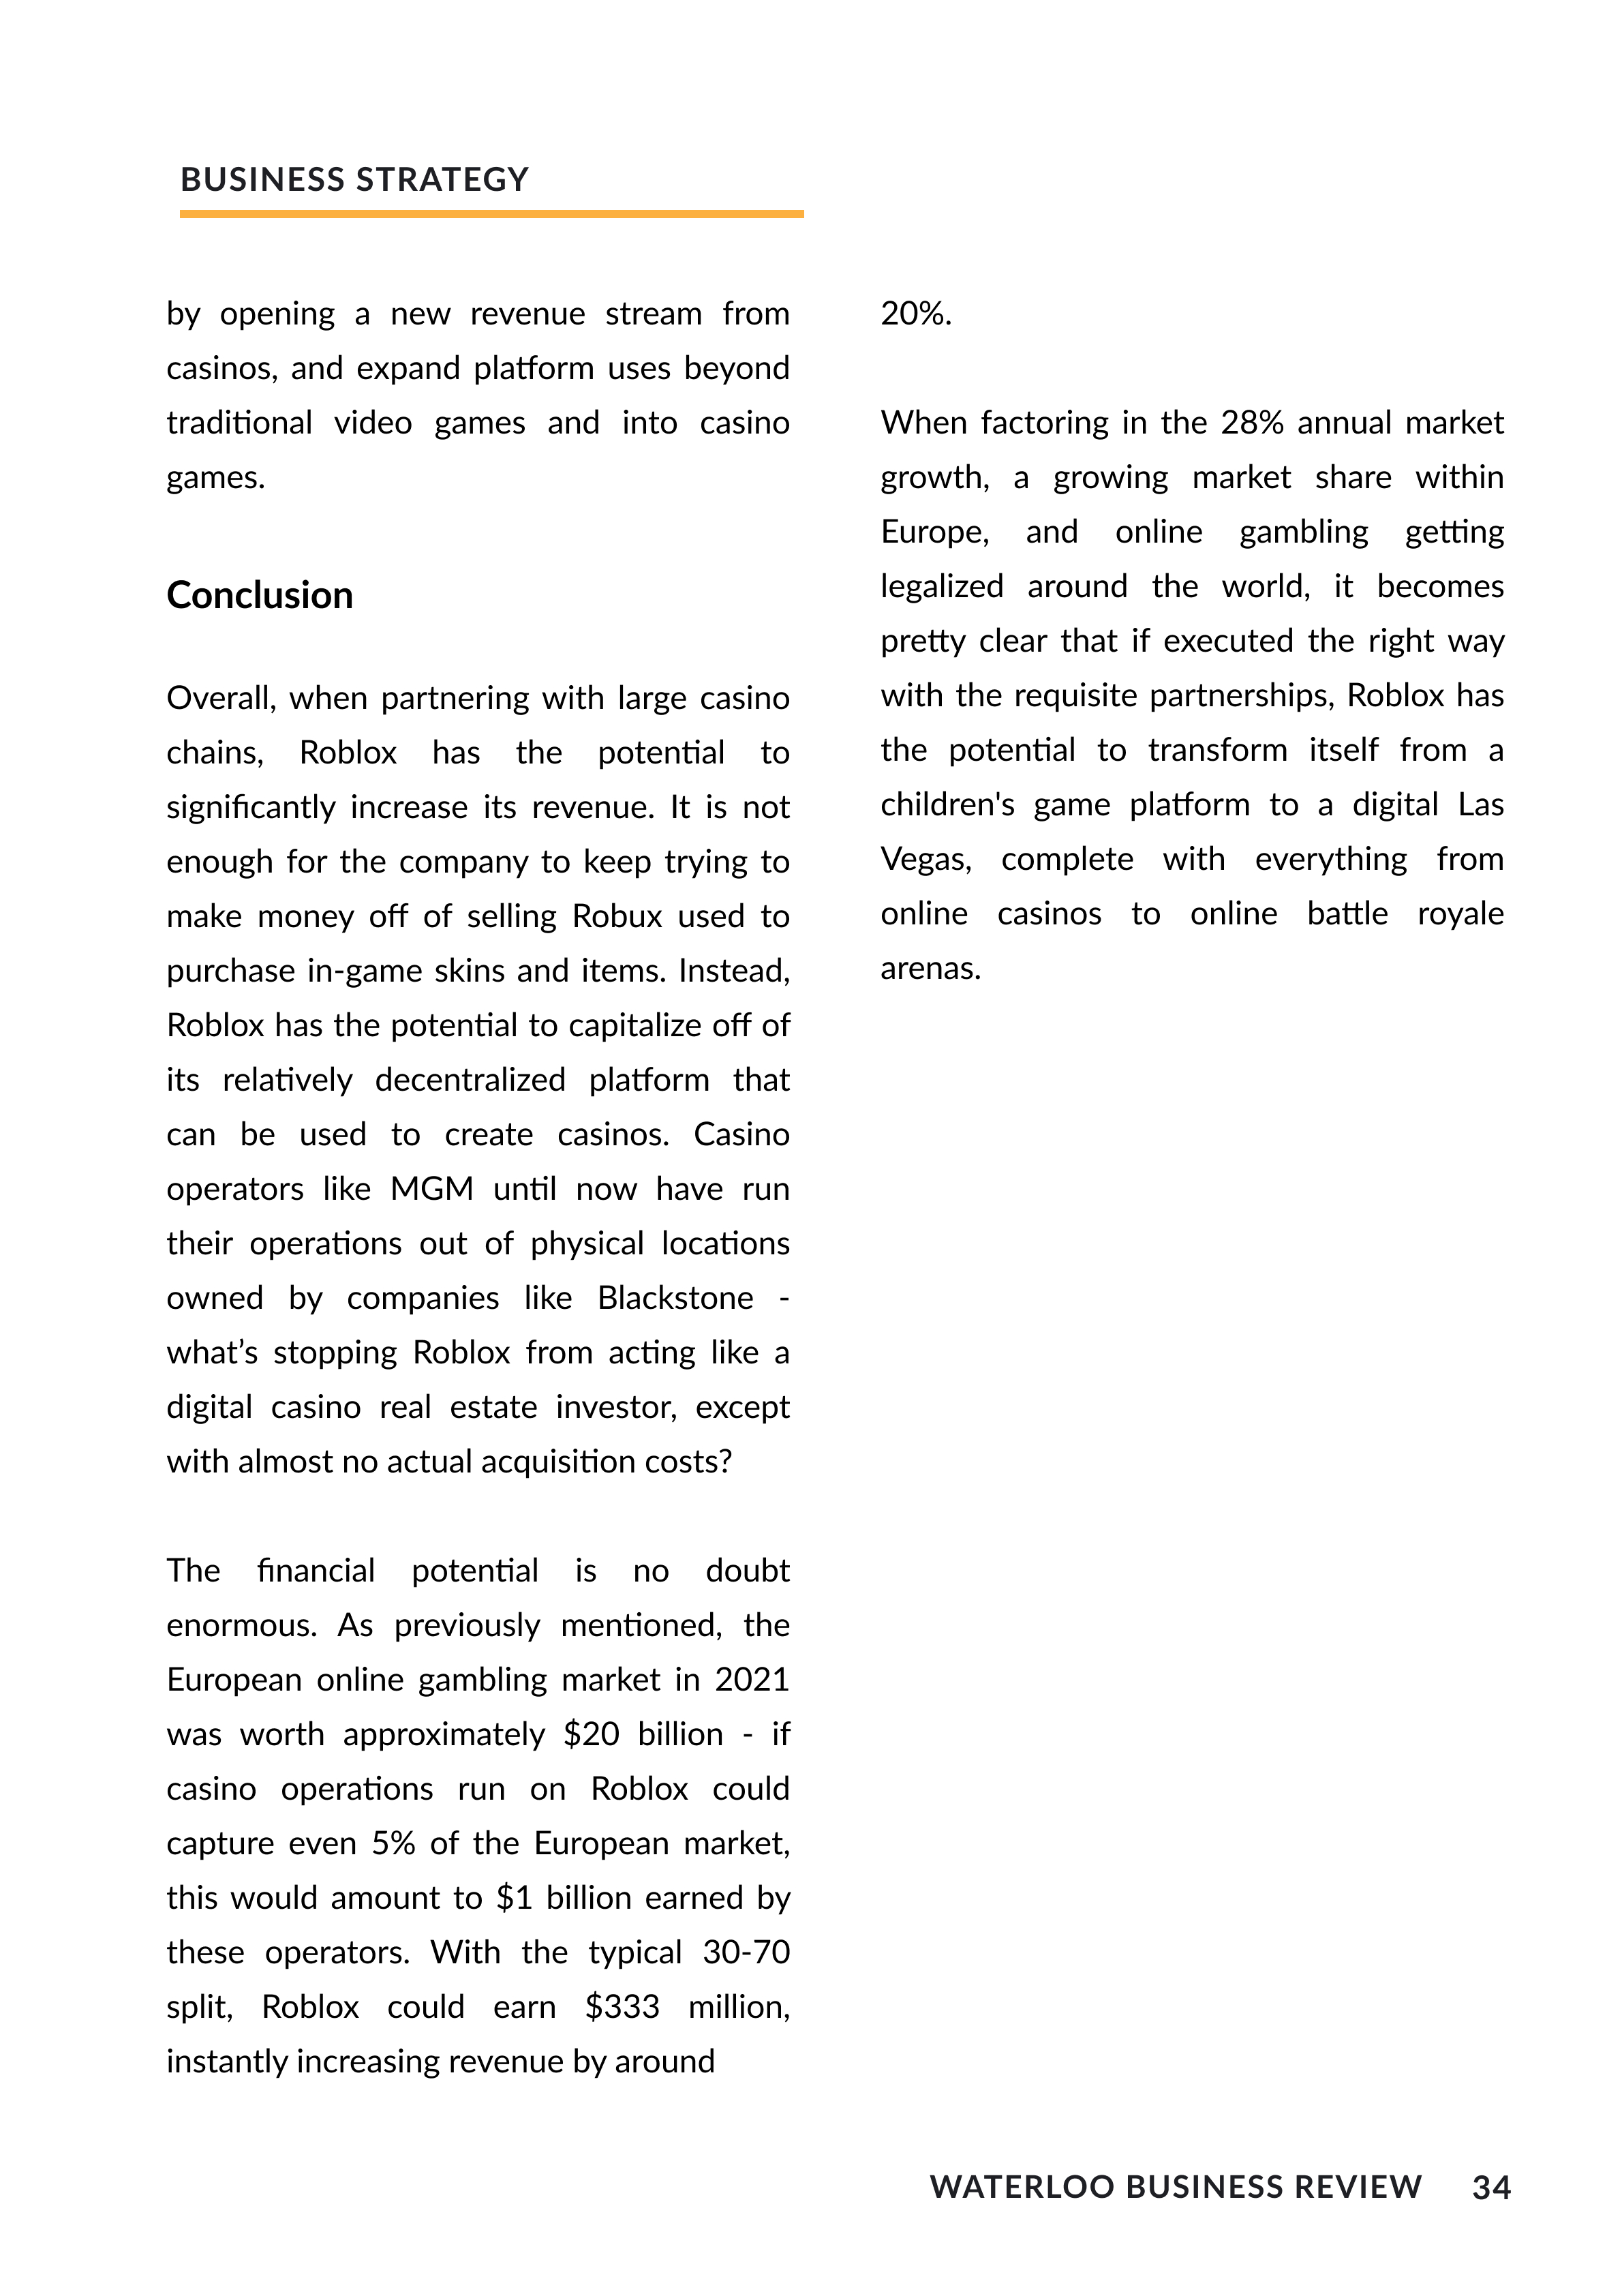 BUSINESS STRATEGY
by opening a new revenue stream from
casinos, and expand platform uses beyond
traditional video games and into casino
games.
Conclusion
Overall, when partnering with large casino
chains, Roblox has the potential to
significantly increase its revenue. It is not
enough for the company to keep trying to
make money off of selling Robux used to
purchase in-game skins and items. Instead,
Roblox has the potential to capitalize off of
its relatively decentralized platform that
can be used to create casinos. Casino
operators like MGM until now have run
their operations out of physical locations
owned by companies like Blackstone -
what’s stopping Roblox from acting like a
digital casino real estate investor, except
with almost no actual acquisition costs?
The financial potential is no doubt
enormous. As previously mentioned, the
European online gambling market in 2021
was worth approximately $20 billion - if
casino operations run on Roblox could
capture even 5% of the European market,
this would amount to $1 billion earned by
these operators. With the typical 30-70
split, Roblox could earn $333 million,
instantly increasing revenue by around
20%.
When factoring in the 28% annual market
growth, a growing market share within
Europe, and online gambling getting
legalized around the world, it becomes
pretty clear that if executed the right way
with the requisite partnerships, Roblox has
the potential to transform itself from a
children's game platform to a digital Las
Vegas, complete with everything from
online casinos to online battle royale
arenas.
WATERLOO BUSINESS REVIEW 34